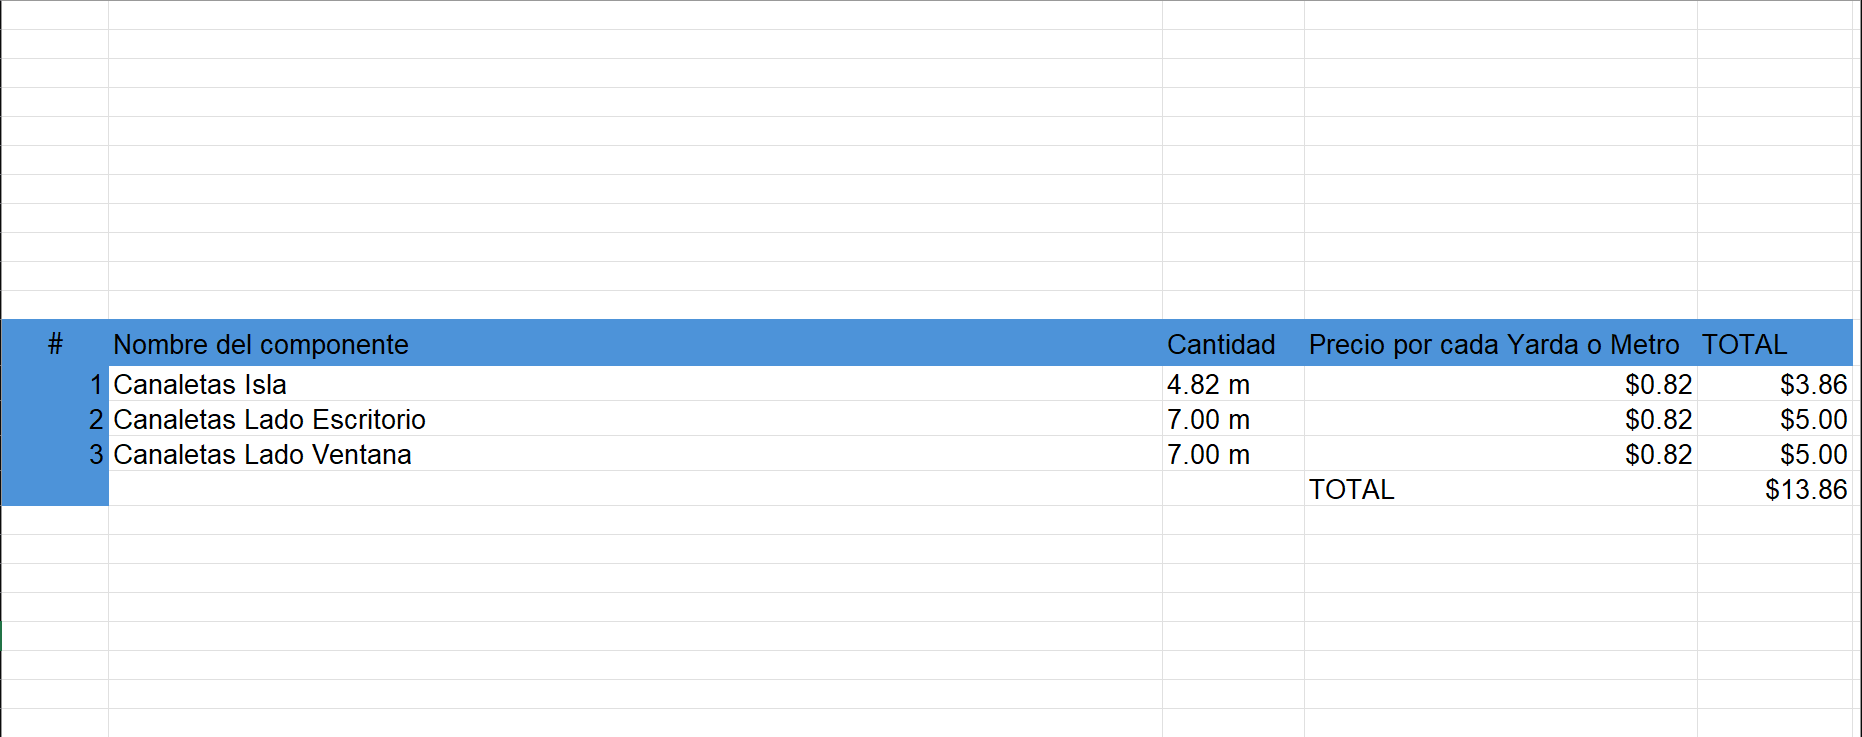 # Nombre del componente Cantidad Precio por cada Yarda o Metro TOTAL
1 Canaletas Isla 4.82 m $0.82 $3.86
2 Canaletas Lado Escritorio 7.00 m $0.82 $5.00
3 Canaletas Lado Ventana 7.00 m $0.82 $5.00
TOTAL $13.86